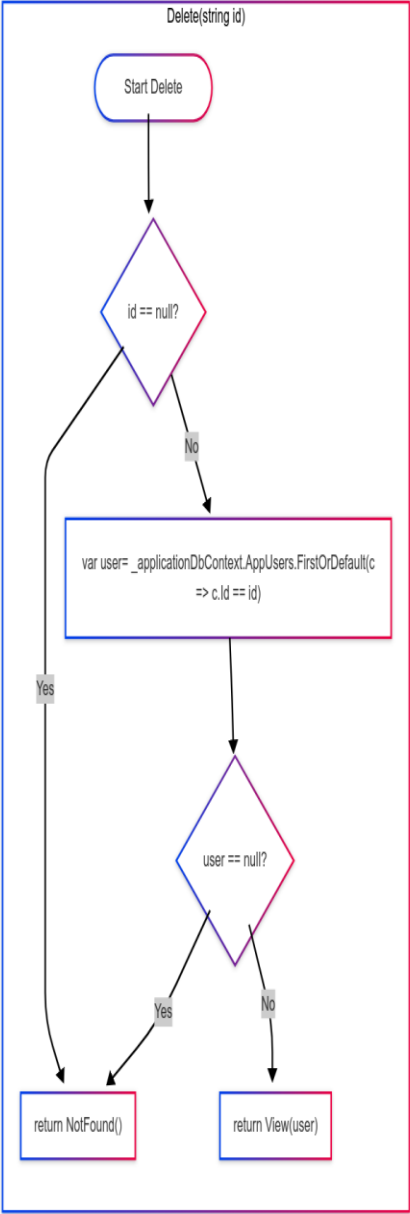 Delete(string id)
Start Delete
id == null?
No
var user= _applicationDbContext.AppUsers.FirstOrDefault(c
=> c.Id == id)
Yes
user == null?
Yes
No
return NotFound()
return View(user)